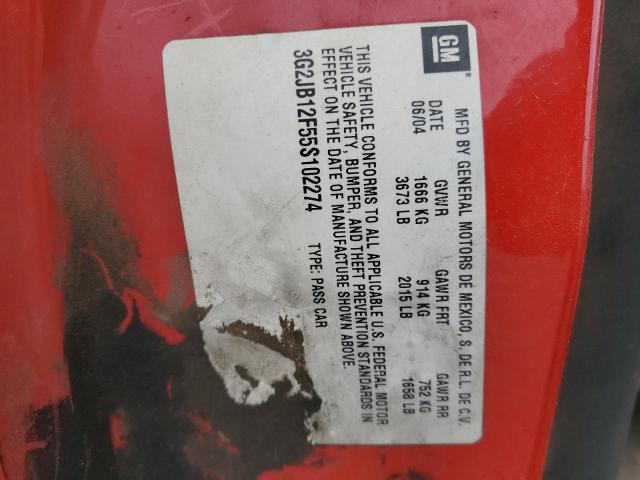 GM ®
MFD BY GENERAL MOTORS DE MEXICO, S. DE R.L. DE C.V.
DATE GVWR GAWR FRT GAWR RR
06/04 1666 KG 914 KG 752 KG
3673 LB 2015 LB 1658 LB
THIS VEHICLE CONFORMS TO ALL APPLICABLE U.S. FEDERAL MOTOR
VEHICLE SAFETY, BUMPER, AND THEFT PREVENTION STANDARDS IN
EFFECT ON THE DATE OF MANUFACTURE SHOWN ABOVE.
3G2JB12F55S102274 TYPE: PASS CAR